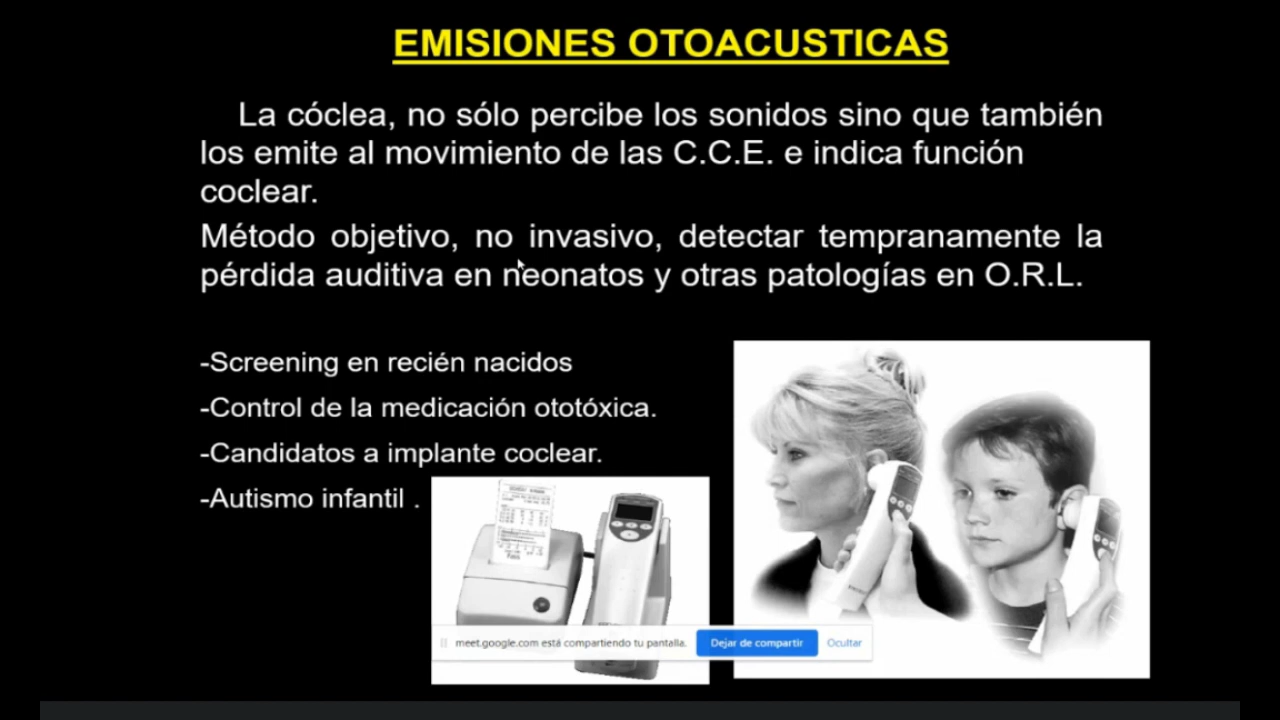 EMISIONES OTOACUSTICAS
La cóclea, no sólo percibe los sonidos sino que también
los emite al movimiento de las C.C.E. e indica función
coclear.
Método objetivo, no invasivo, detectar tempranamente la
pérdida auditiva en neonatos y otras patologías en O.R.L.
-Screening en recién nacidos
-Control de la medicación ototóxica.
-Candidatos a implante coclear.
-Autismo infantil .
meet.google.com está compartiendo tu pantalla. Dejar de compartir Ocultar